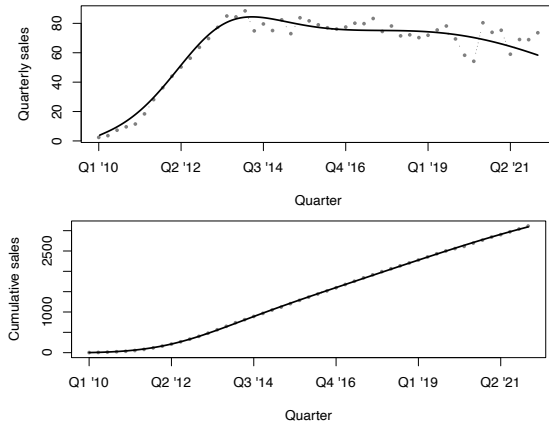 Quarterly sales
80
60
40
20
0
Q1 '10 Q2 '12 Q3 '14 Q4 '16 Q1 '19 Q2 '21
Quarter
Cumulative sales
2500
1000
0
Q1 '10 Q2 '12 Q3 '14 Q4 '16 Q1 '19 Q2 '21
Quarter